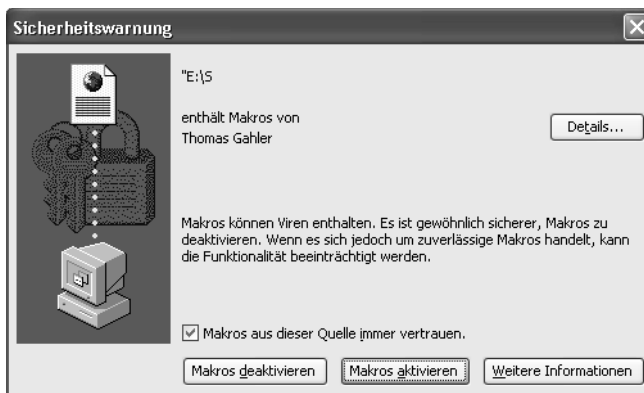 Sicherheitswarnung
"E:\S
enthält Makros von
Thomas Gahler
Details...
Makros können Viren enthalten. Es ist gewöhnlich sicherer, Makros zu
deaktivieren. Wenn es sich jedoch um zuverlässige Makros handelt, kann
die Funktionalität beeinträchtigt werden.
Makros aus dieser Quelle immer vertrauen.
Makros deaktivieren Makros aktivieren Weitere Informationen